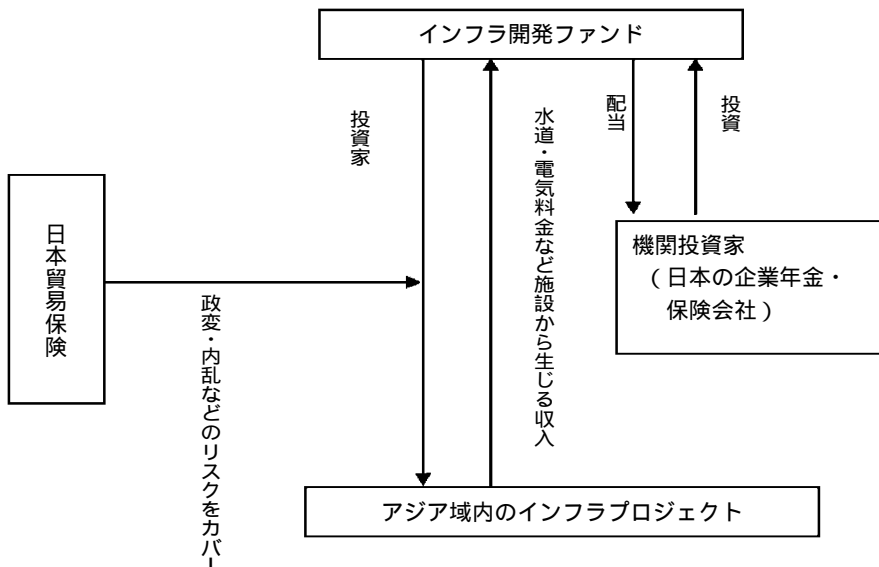 インフラ開発ファンド
投資家
水道・電気料金など施設から生じる収入
配当
投資
日本貿易保険
機関投資家
（日本の企業年金・
保険会社）
政変・内乱などのリスクをカバー
アジア域内のインフラプロジェクト